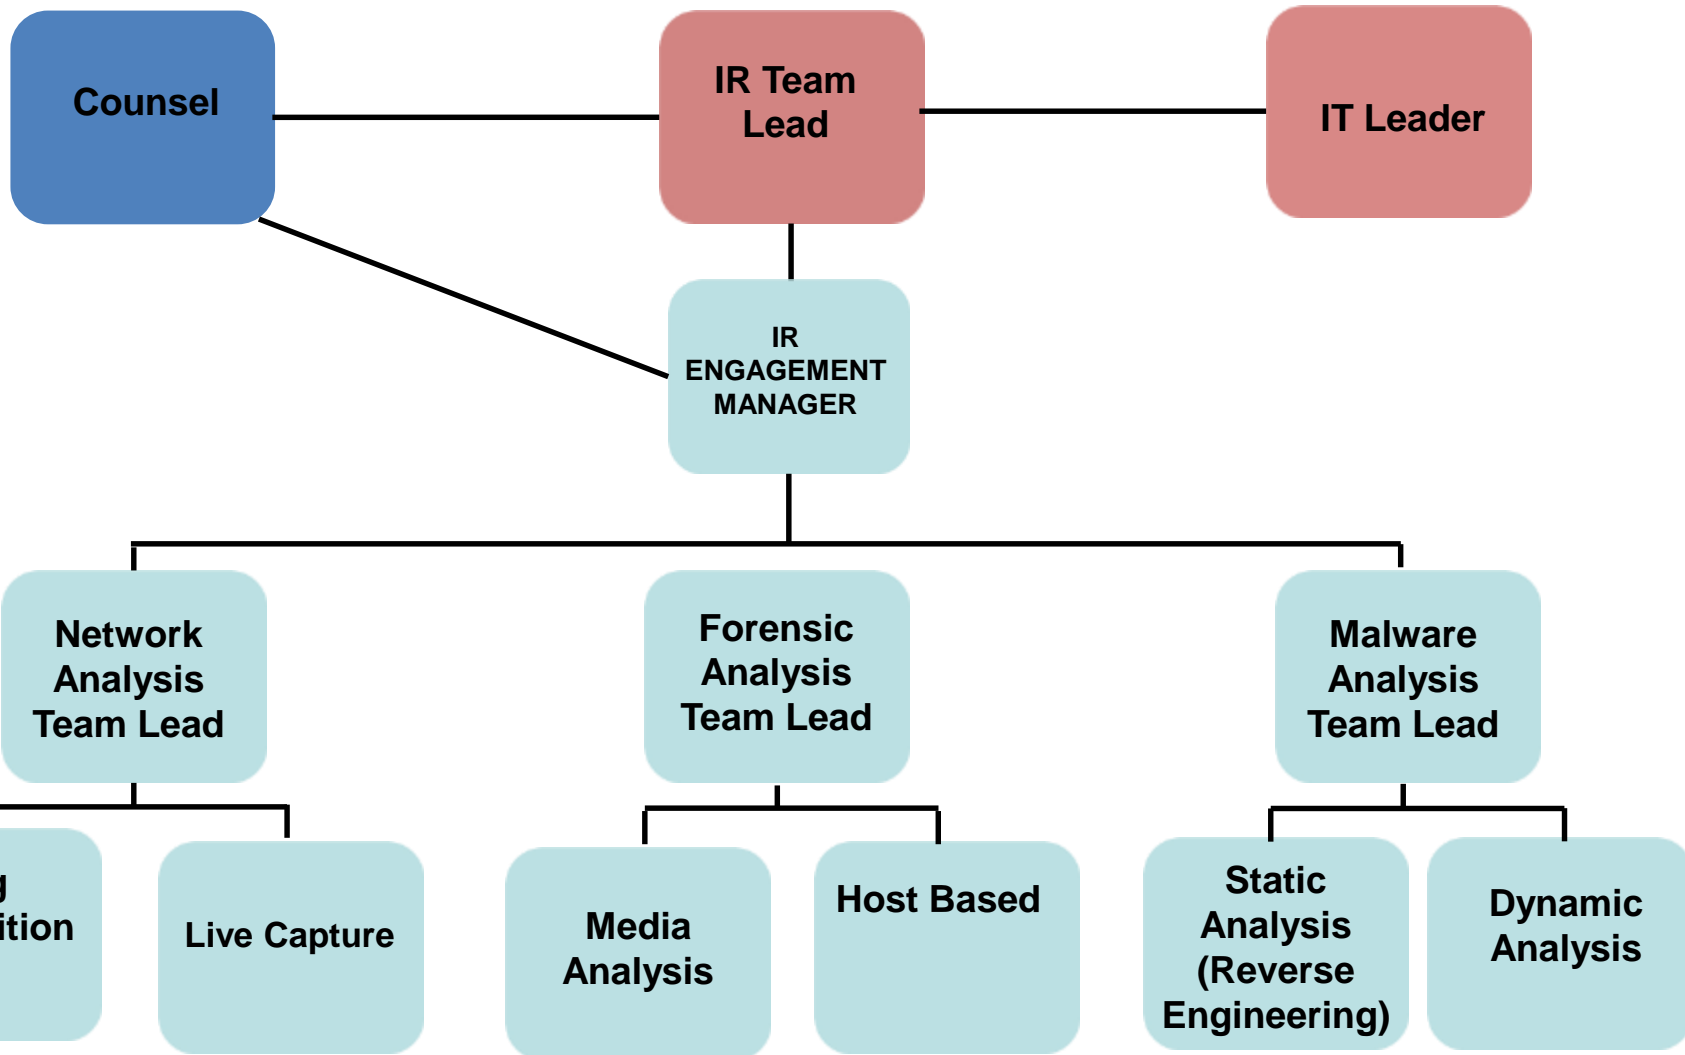 Counsel
IR Team
Lead
IT Leader
IR
ENGAGEMENT
MANAGER
Network
Analysis
Team Lead
Forensic
Analysis
Team Lead
Malware
Analysis
Team Lead
Live Capture
Media
Analysis
Host Based
Static
Analysis
(Reverse
Engineering)
Dynamic
Analysis